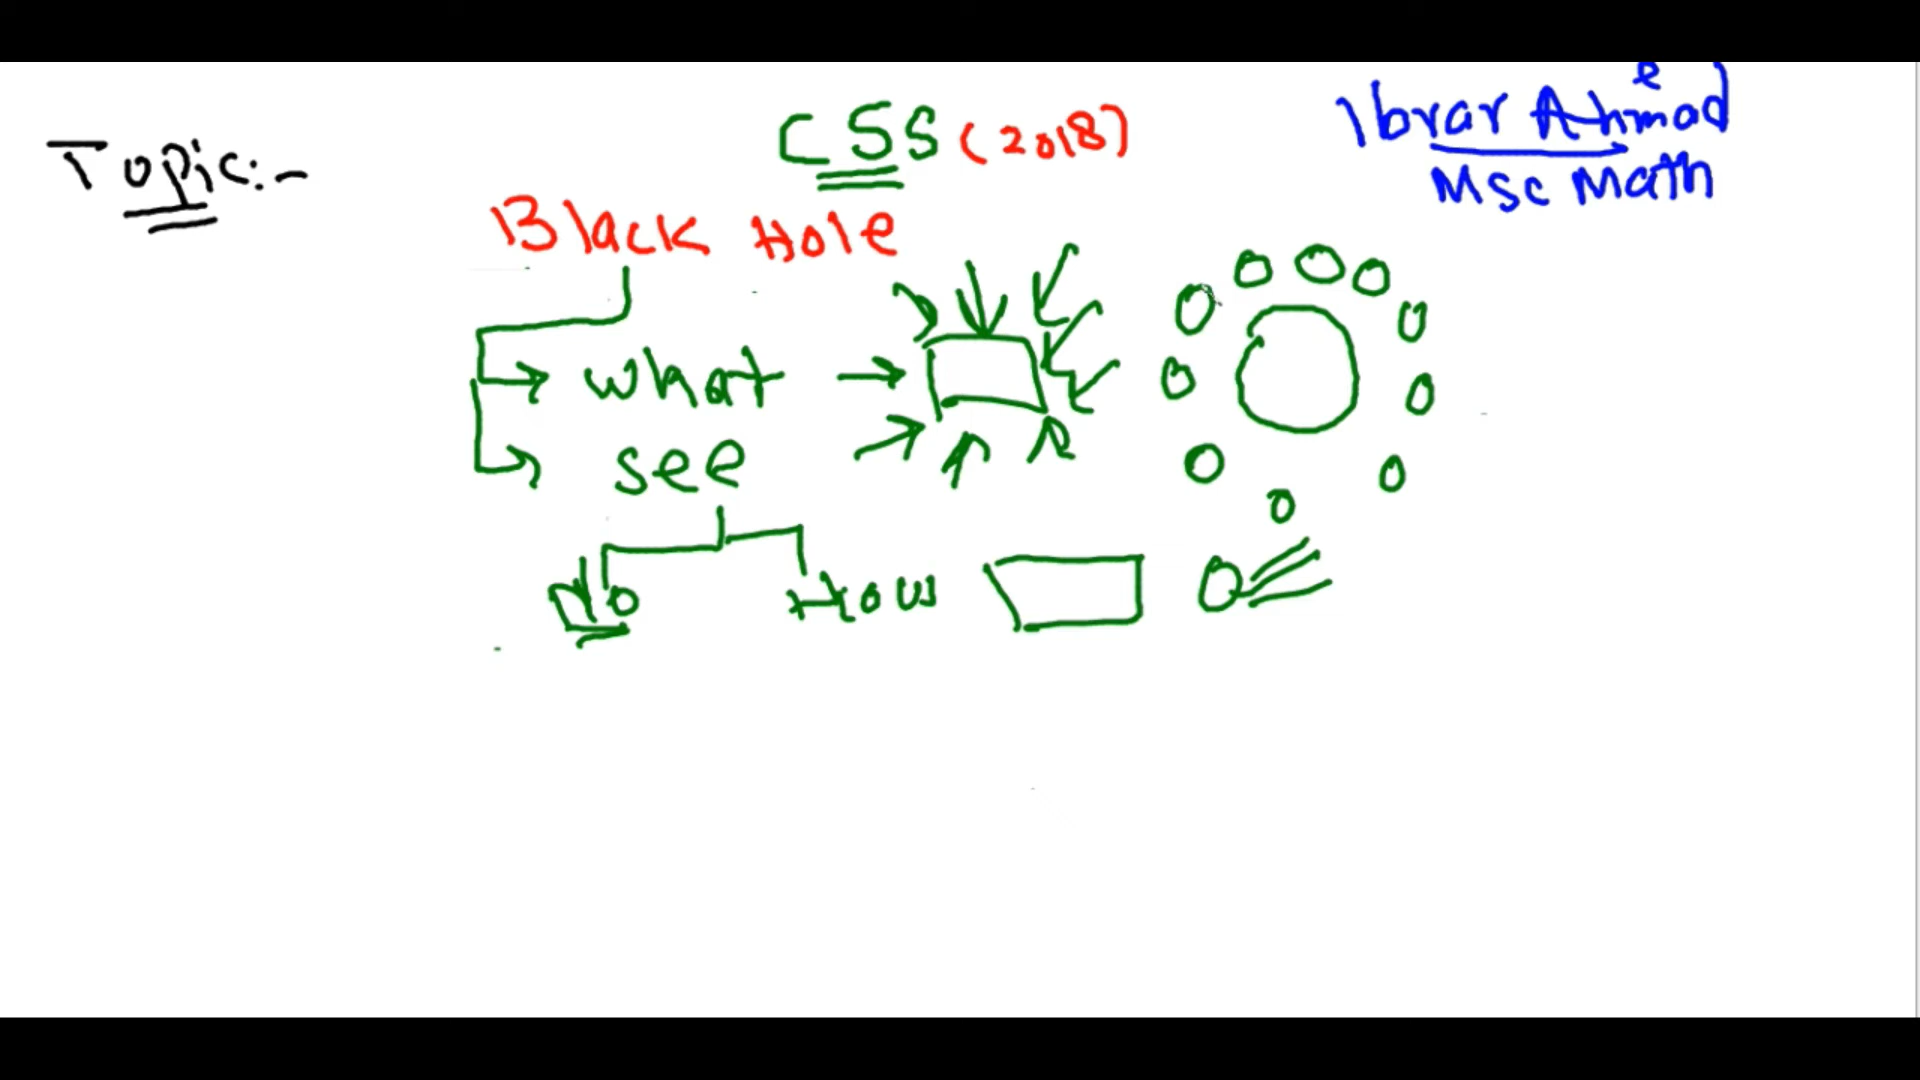 Topic:-
CSS (2018)
Ibrar Ahmed
Msc Math
Black Hole
what
see
No
How